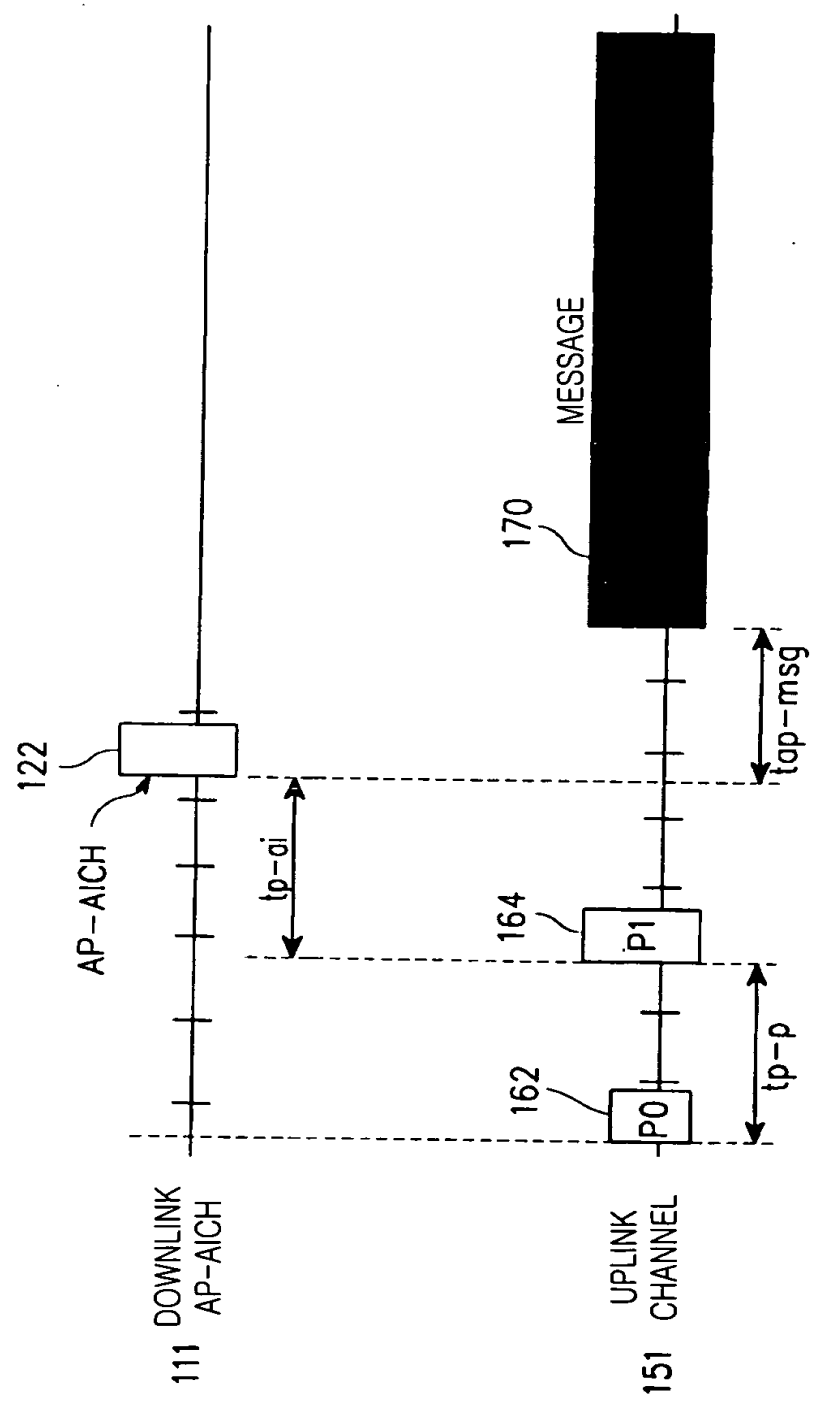 111 DOWNLINK
AP-AICH
AP-AICH
122
tp-ai
151 UPLINK
CHANNEL
162
P0
164
P1
170
MESSAGE
tp-p
tap-msg